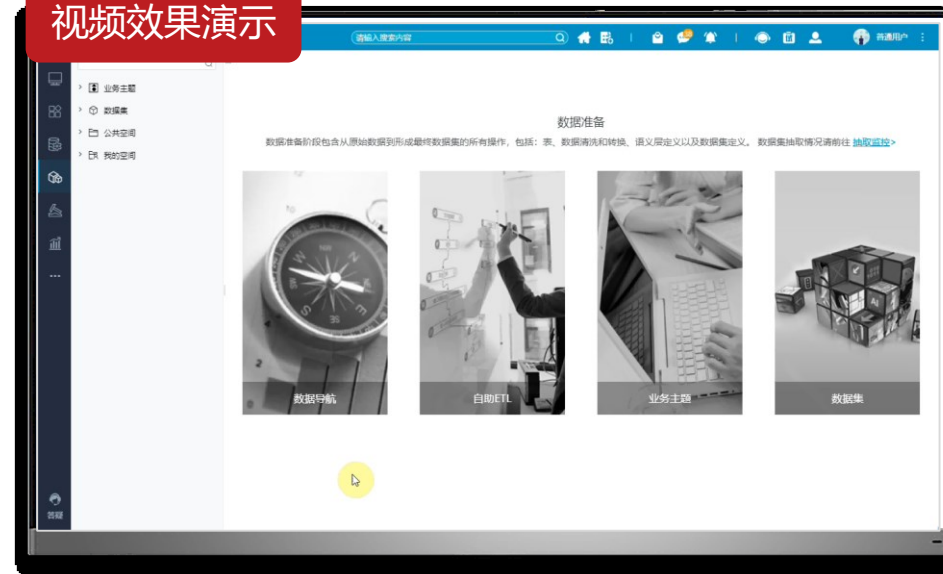 视频效果演示
请输入搜索内容
普通用户
业务主题
数据集
公共空间
我的空间
数据准备
数据准备阶段包含从原始数据到形成最终数据集的所有操作，包括：表、数据清洗和转换、语义层定义以及数据集定义。 数据集抽取情况请前往 抽取监控>
数据导航
自助ETL
业务主题
数据集
答疑